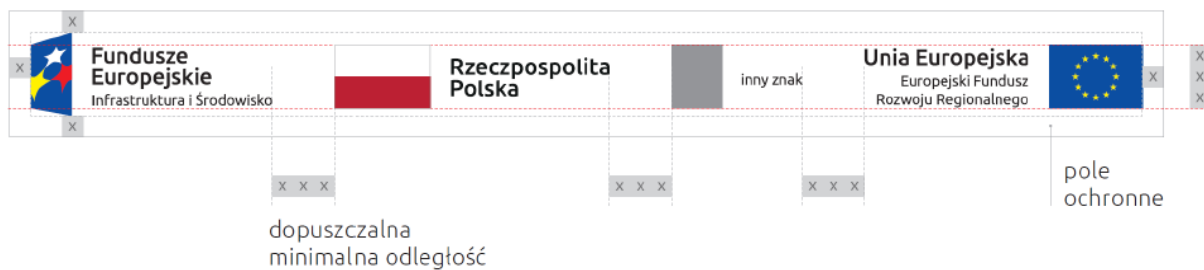 x
Fundusze
Europejskie
Infrastruktura i Środowisko
Rzeczpospolita
Polska
inny znak
Unia Europejska
Europejski Fundusz
Rozwoju Regionalnego
x
x
x
x
x
x
x x x
x x x
x x x
dopuszczalna
minimalna odległość
pole
ochronne